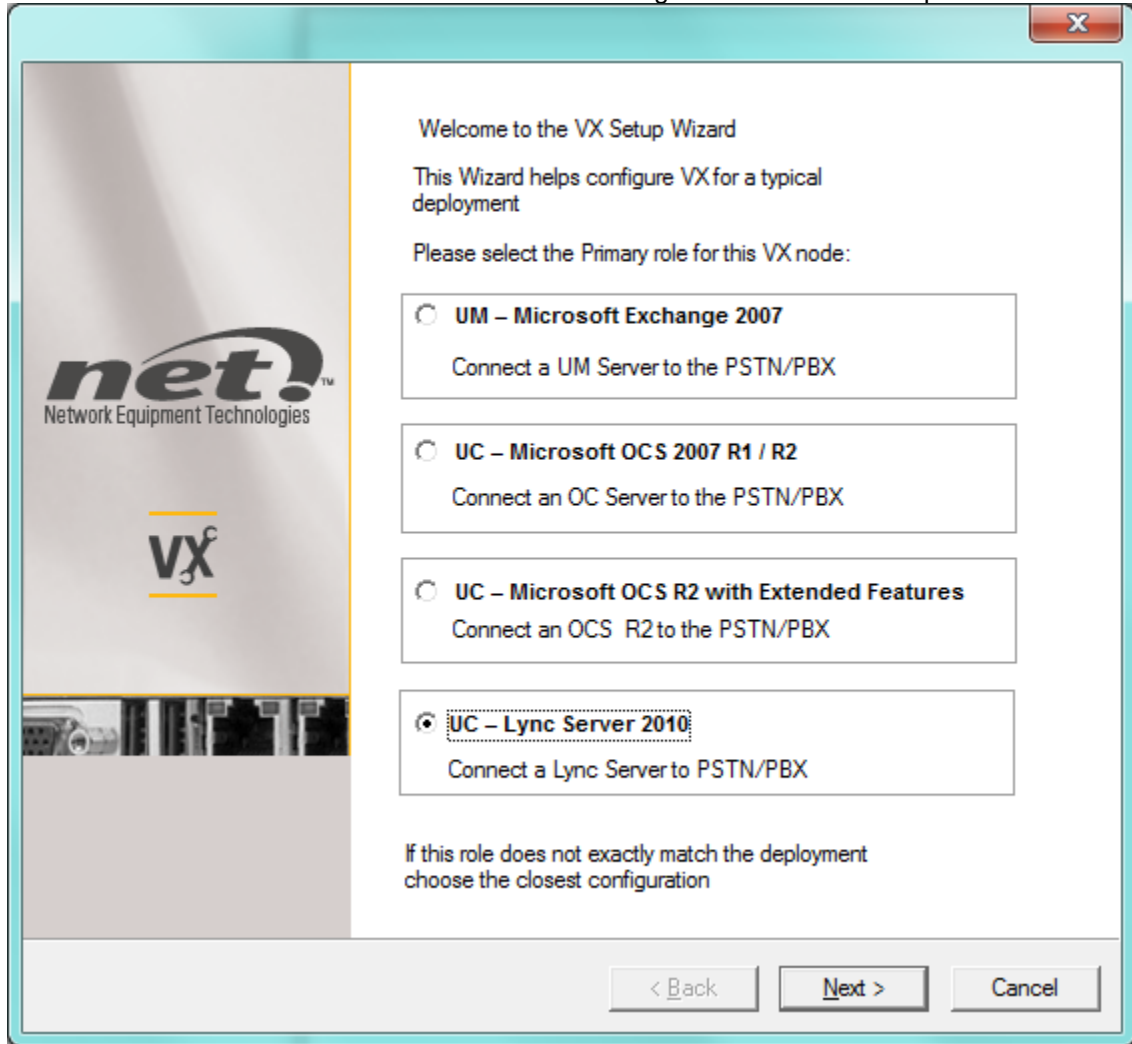 X
Welcome to the VX Setup Wizard
This Wizard helps configure VX for a typical
deployment
Please select the Primary role for this VX node:
UM – Microsoft Exchange 2007
Connect a UM Server to the PSTN/PBX
UC – Microsoft OCS 2007 R1 / R2
Connect an OC Server to the PSTN/PBX
UC – Microsoft OCS R2 with Extended Features
Connect an OCS R2 to the PSTN/PBX
UC – Lync Server 2010
Connect a Lync Server to PSTN/PBX
If this role does not exactly match the deployment
choose the closest configuration
net.™
Network Equipment Technologies
VX
< Back
Next >
Cancel